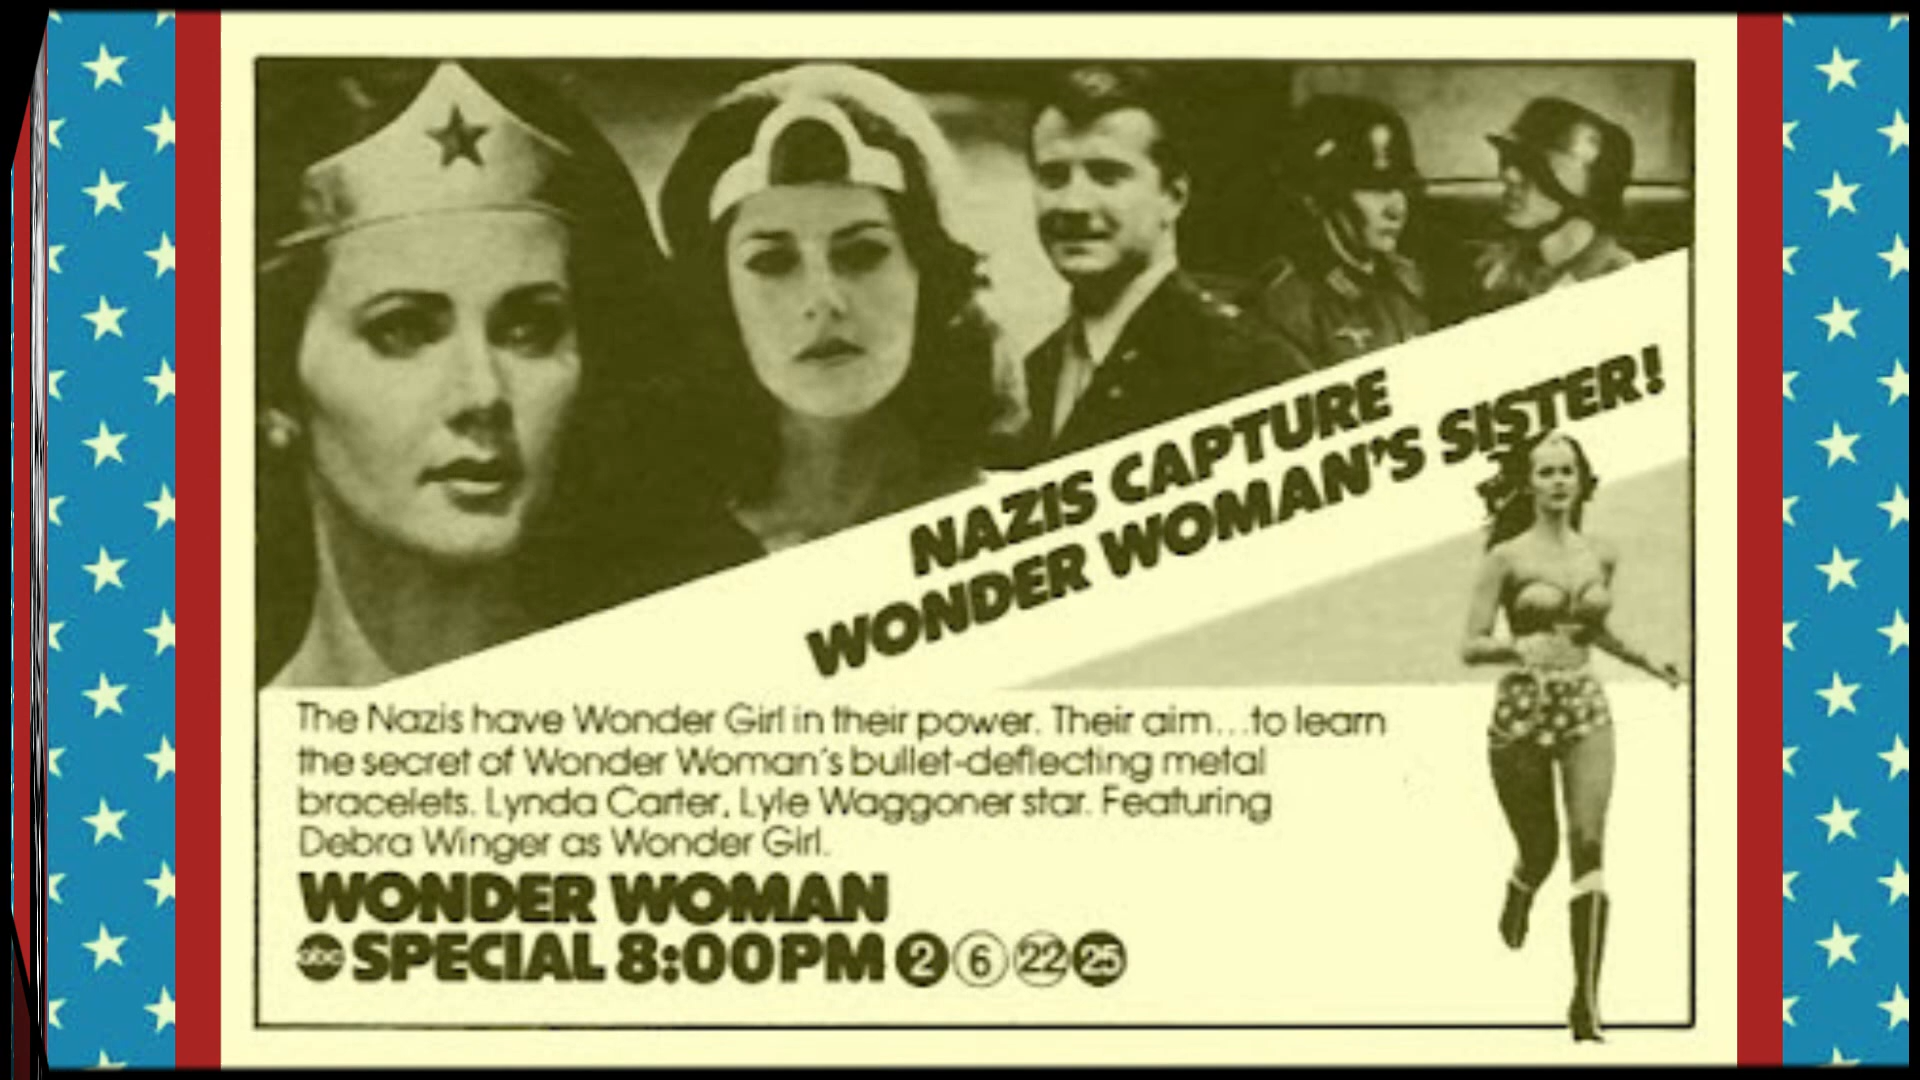 NAZIS CAPTURE
WONDER WOMAN'S SISTER!
The Nazis have Wonder Girl in their power. Their aim...to learn
the secret of Wonder Woman's bullet-deflecting metal
bracelets. Lynda Carter, Lyle Waggoner star. Featuring
Debra Winger as Wonder Girl.
WONDER WOMAN
abc SPECIAL 8:00PM 2 6 22 25